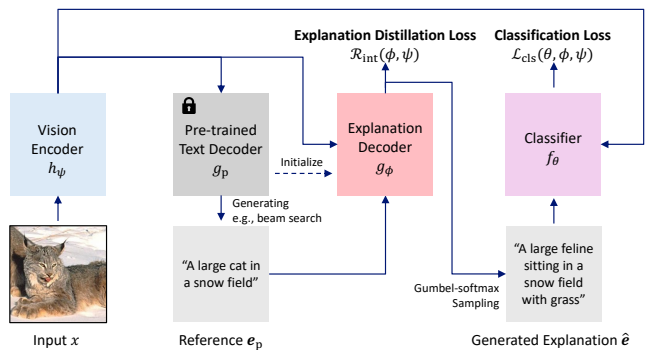 Explanation Distillation Loss
ℛint(ϕ, ψ)
Classification Loss
ℒcls(θ, ϕ, ψ)
Vision
Encoder
hψ
Pre-trained
Text Decoder
gp
Initialize
Explanation
Decoder
gϕ
Classifier
fθ
Generating
e.g., beam search
"A large cat in
a snow field"
Gumbel-softmax
Sampling
"A large feline
sitting in a
snow field
with grass"
Input x
Reference ep
Generated Explanation ê